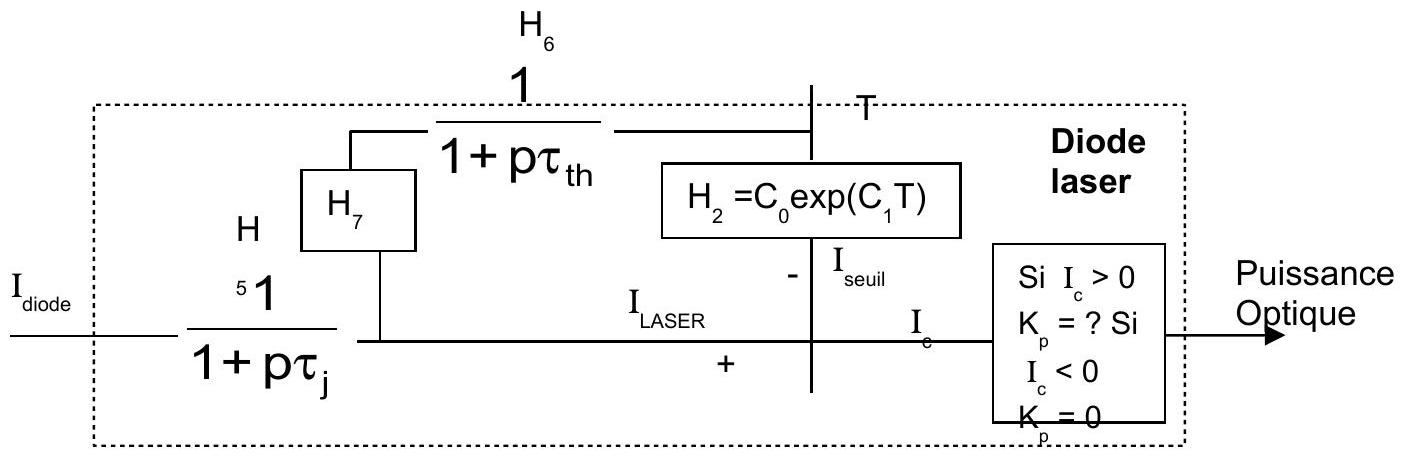 H₆
1
1+ pτth
T
Diode
laser
H₇
H₂ =C₀exp(C₁T)
H
₅ 1
1+ pτj
Idiode
- Iseuil
ILASER
+
Ic
Si Ic > 0
Kp = ? Si
Ic < 0
Kp = 0
Puissance
Optique